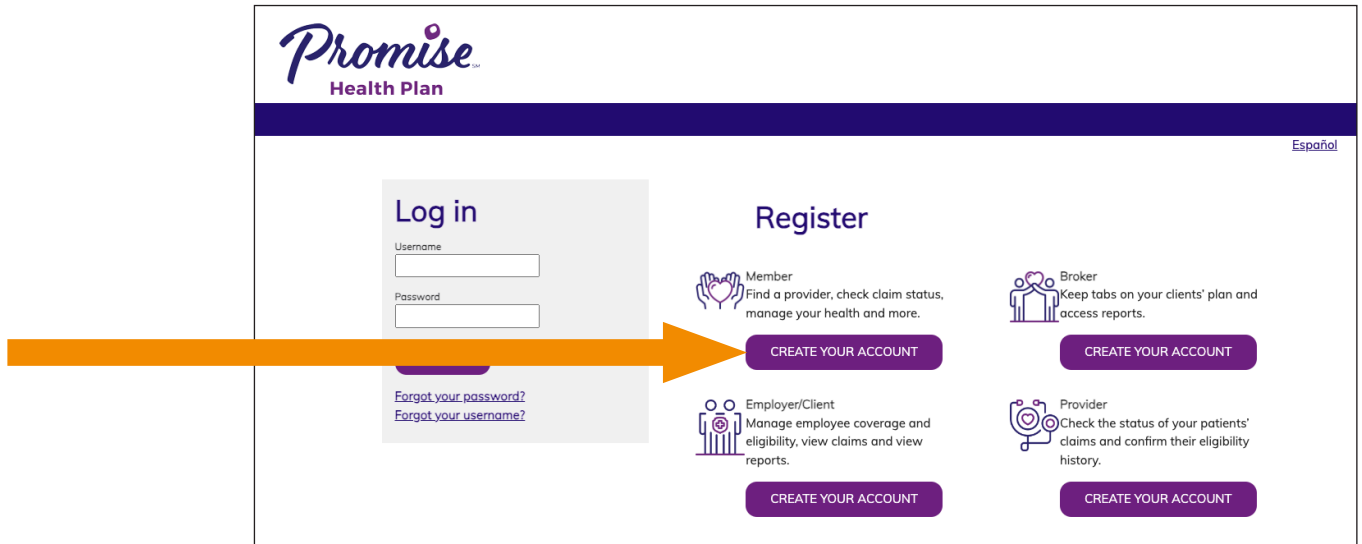 Promise SM
Health Plan
Español
Log in
Username
Password
Forgot your password?
Forgot your username?
Register
Member
Find a provider, check claim status,
manage your health and more.
CREATE YOUR ACCOUNT
Broker
Keep tabs on your clients’ plan and
access reports.
CREATE YOUR ACCOUNT
Employer/Client
Manage employee coverage and
eligibility, view claims and view
reports.
CREATE YOUR ACCOUNT
Provider
Check the status of your patients’
claims and confirm their eligibility
history.
CREATE YOUR ACCOUNT